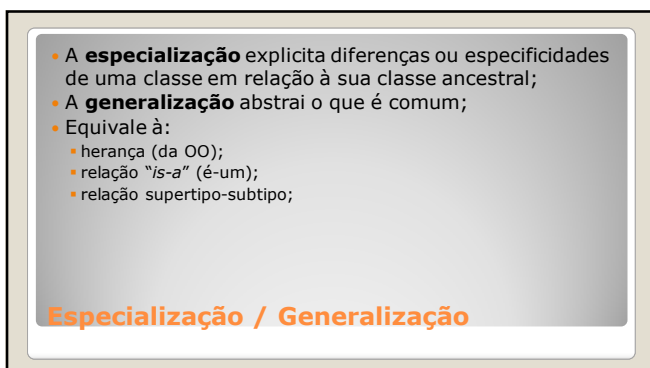 • A especialização explicita diferenças ou especificidades
de uma classe em relação à sua classe ancestral;
• A generalização abstrai o que é comum;
• Equivale à:
▪ herança (da OO);
▪ relação “is-a” (é-um);
▪ relação supertipo-subtipo;
Especialização / Generalização